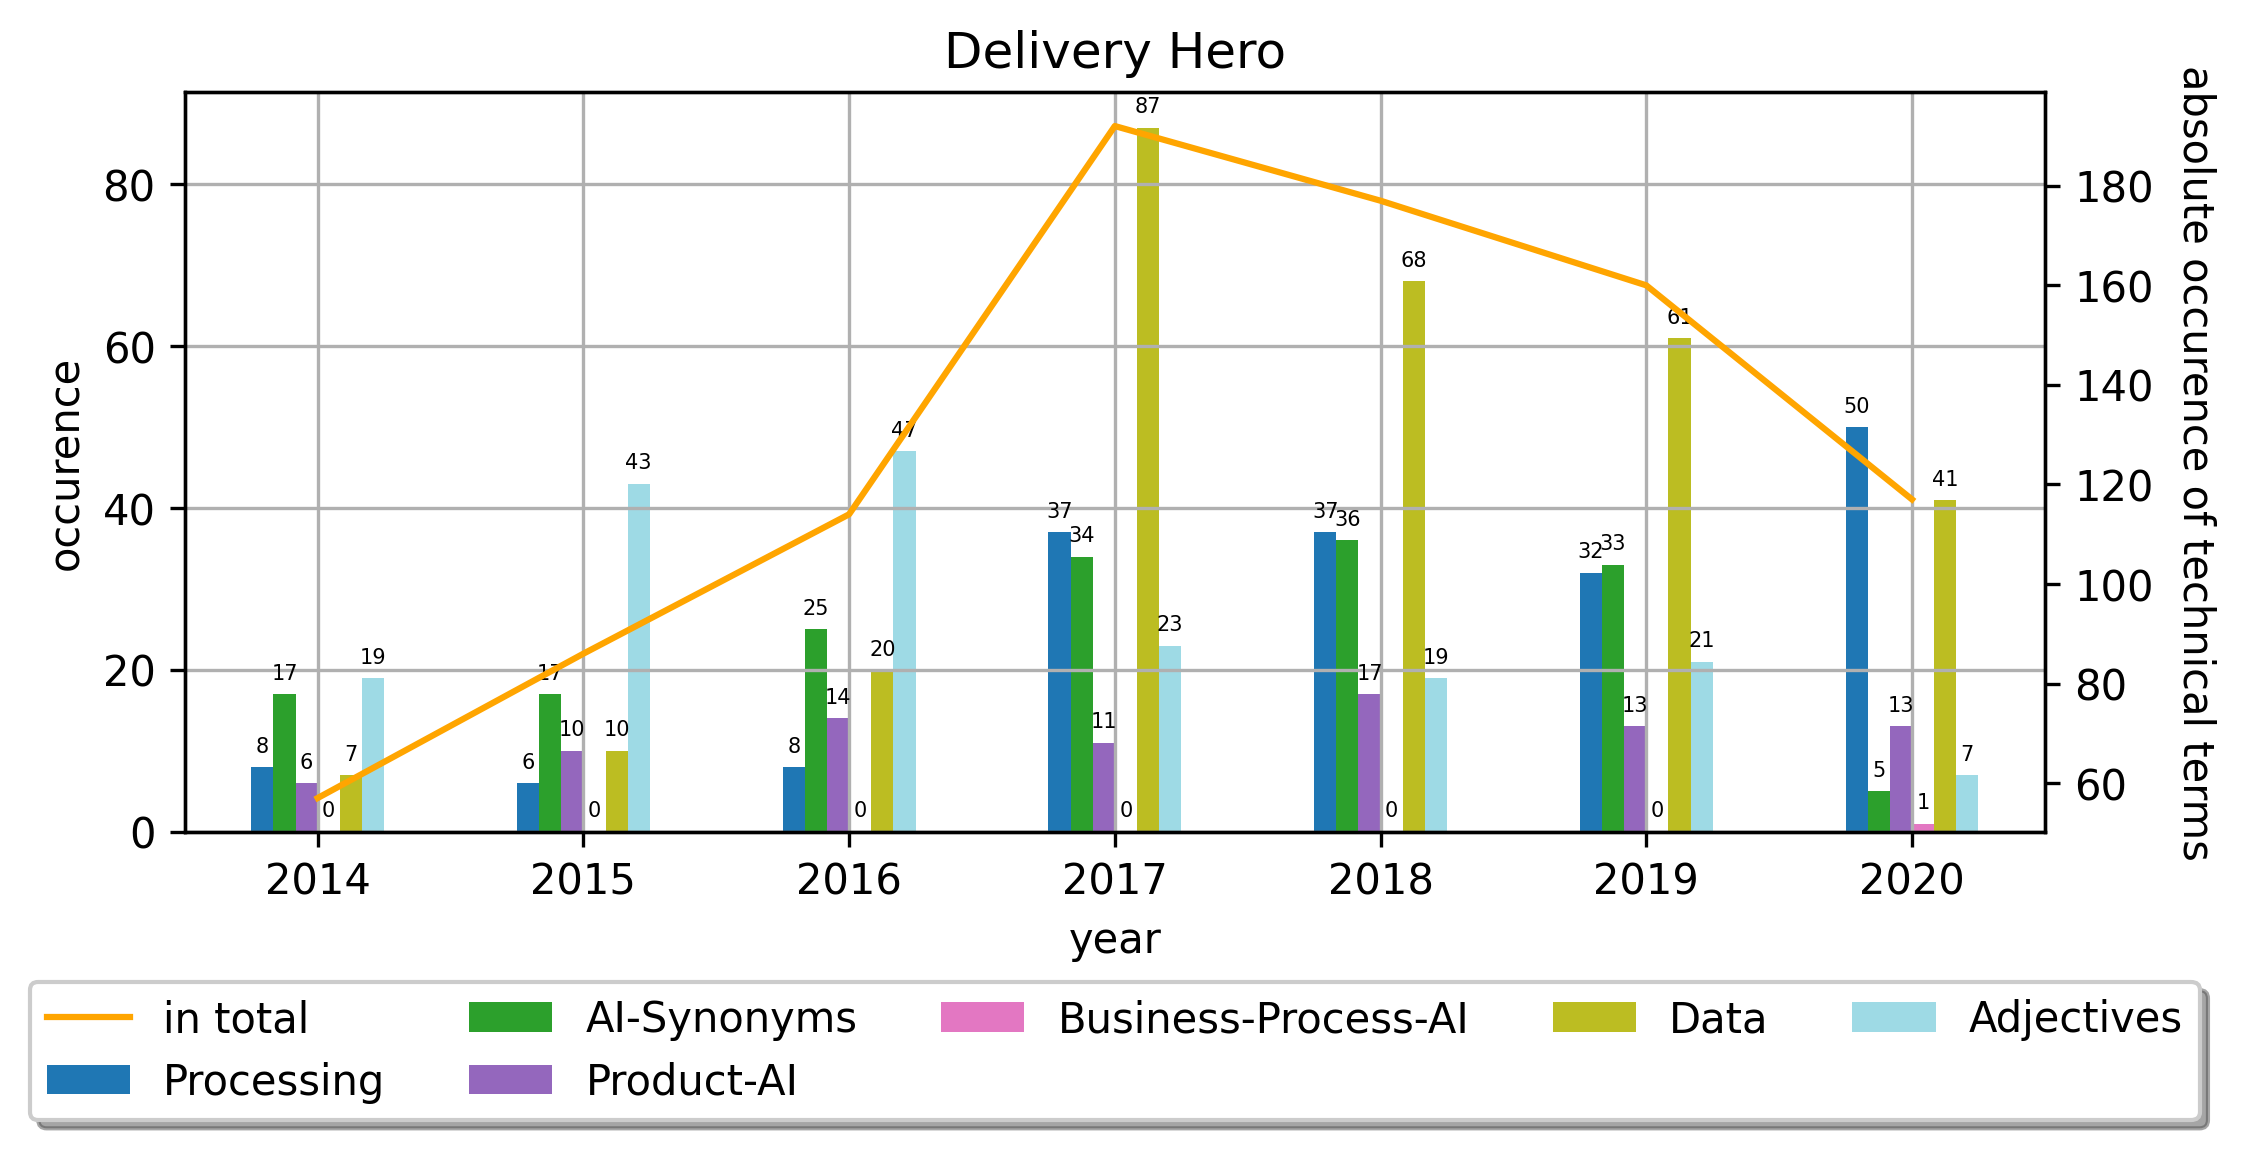 Delivery Hero
occurence
80
60
40
20
0
absolute occurence of technical terms
180
160
140
120
100
80
60
8 17 6 0 7 19
6 17 10 0 10 43
8 25 14 0 20 47
37 34 11 0 87 23
37 36 17 0 68 19
32 33 13 0 61 21
50 5 13 1 41 7
2014 2015 2016 2017 2018 2019 2020
year
in total AI-Synonyms Business-Process-AI Data Adjectives
Processing Product-AI